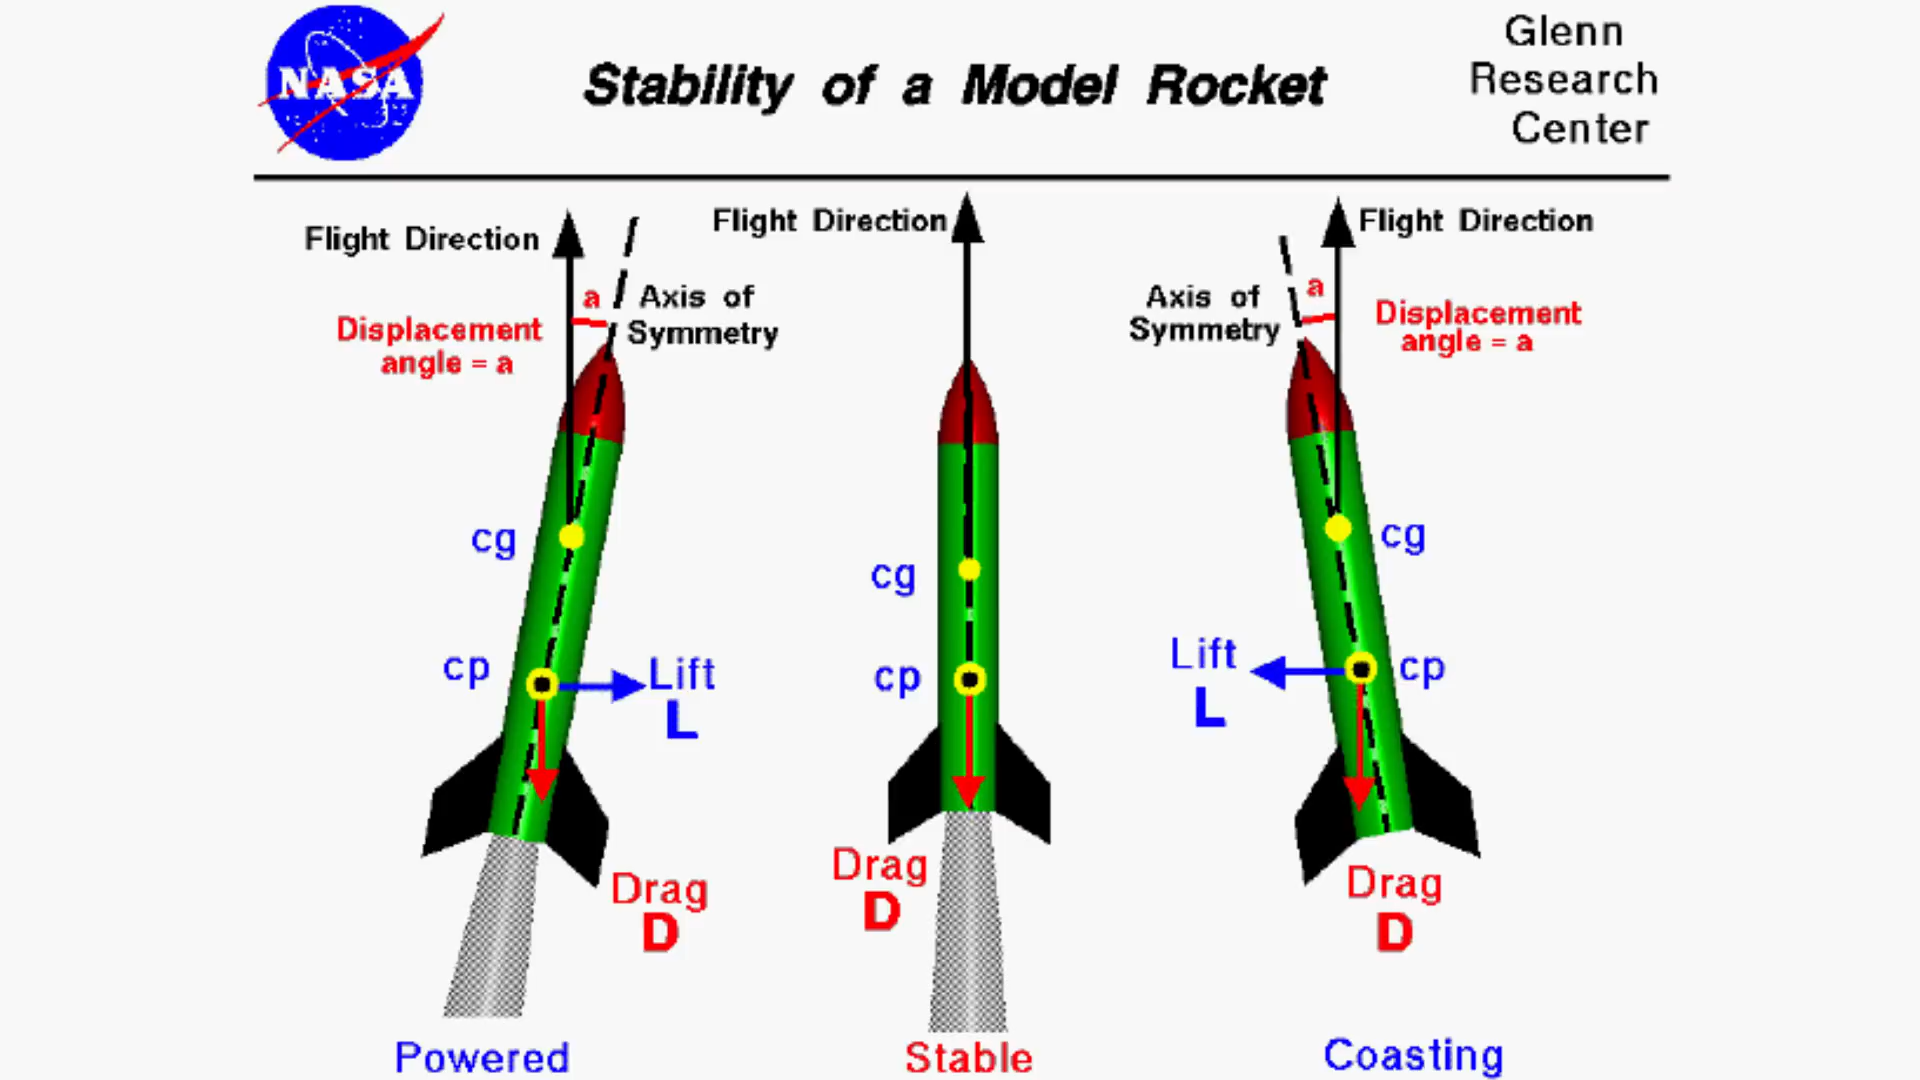 NASA
Stability of a Model Rocket
Glenn
Research
Center
Flight Direction
a
Axis of
Symmetry
Displacement
angle = a
cg
cp
Lift
L
Drag
D
Powered
Flight Direction
cg
cp
Drag
D
Stable
Flight Direction
a
Axis of
Symmetry
Displacement
angle = a
cg
Lift
L
cp
Drag
D
Coasting